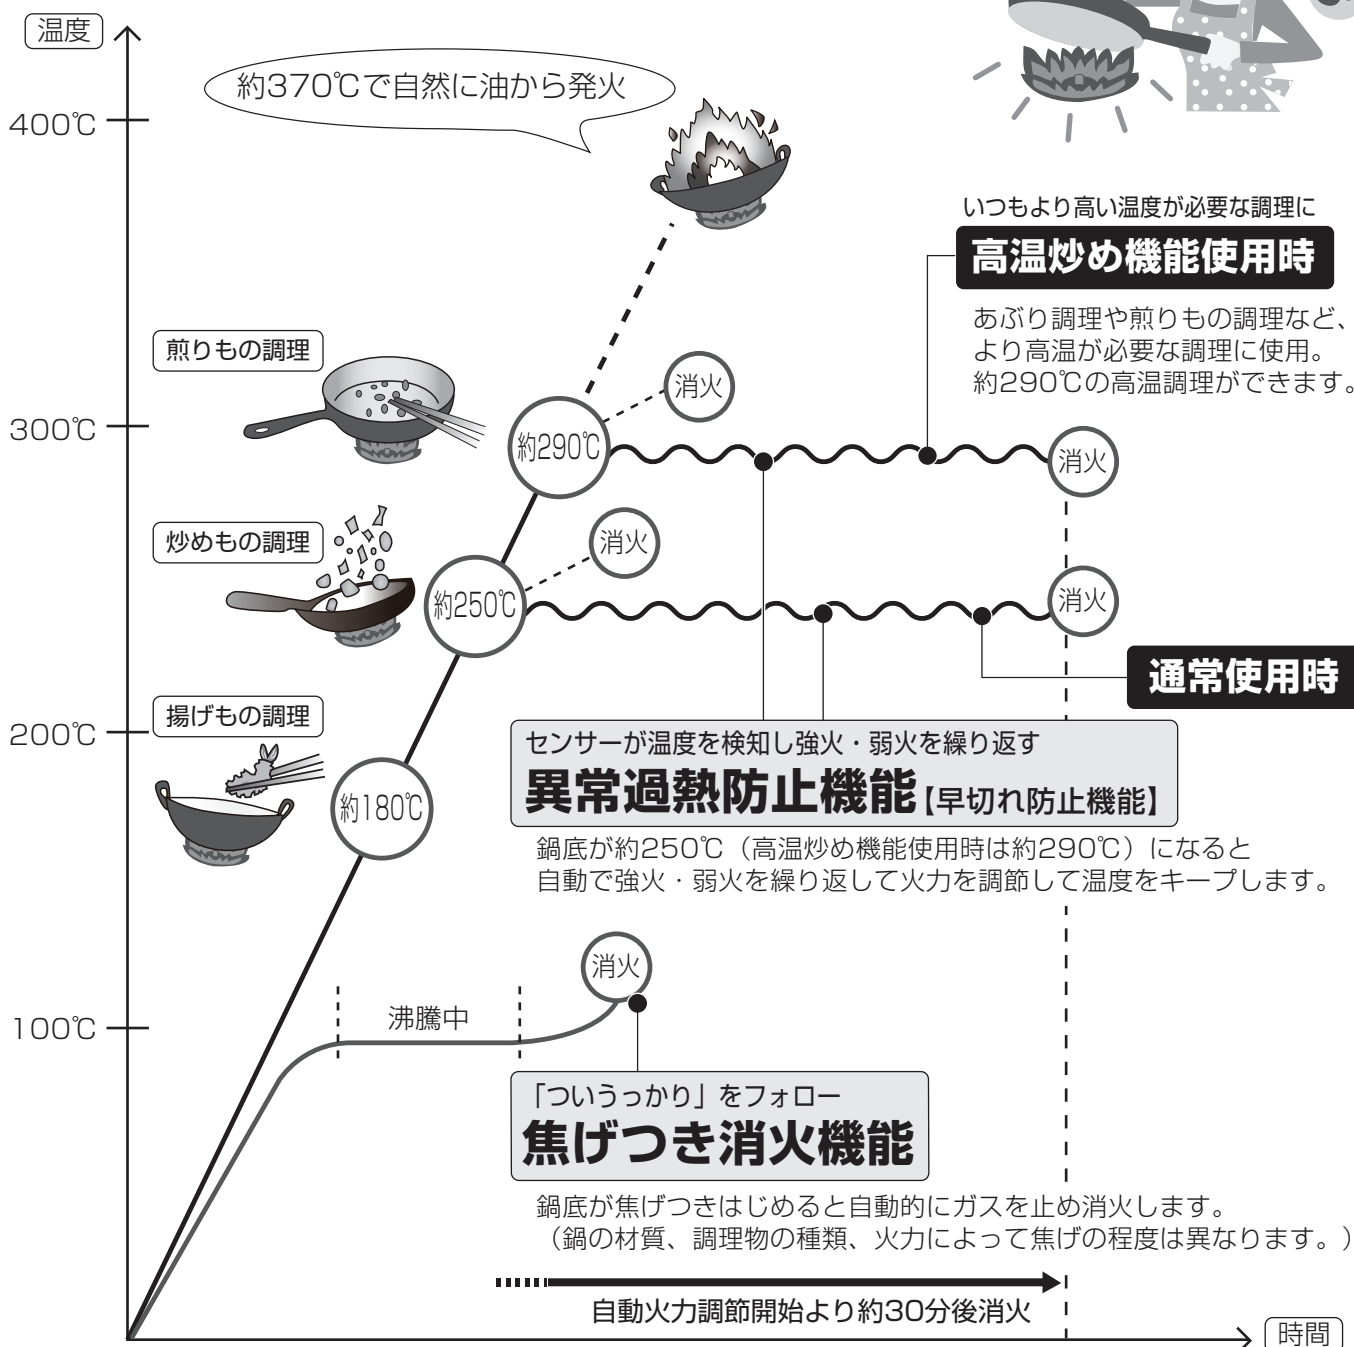 温度
約370℃で自然に油から発火
400℃
いつもより高い温度が必要な調理に
高温炒め機能使用時
あぶり調理や煎りもの調理など、
より高温が必要な調理に使用。
約290℃の高温調理ができます。
煎りもの調理
消火
300℃
約290℃
消火
炒めもの調理
消火
約250℃
消火
通常使用時
揚げもの調理
200℃
約180℃
センサーが温度を検知し強火・弱火を繰り返す
異常過熱防止機能【早切れ防止機能】
鍋底が約250℃（高温炒め機能使用時は約290℃）になると
自動で強火・弱火を繰り返して火力を調節して温度をキープします。
消火
沸騰中
100℃
「ついうっかり」をフォロー
焦げつき消火機能
鍋底が焦げつきはじめると自動的にガスを止め消火します。
（鍋の材質、調理物の種類、火力によって焦げの程度は異なります。）
自動火力調節開始より約30分後消火
時間